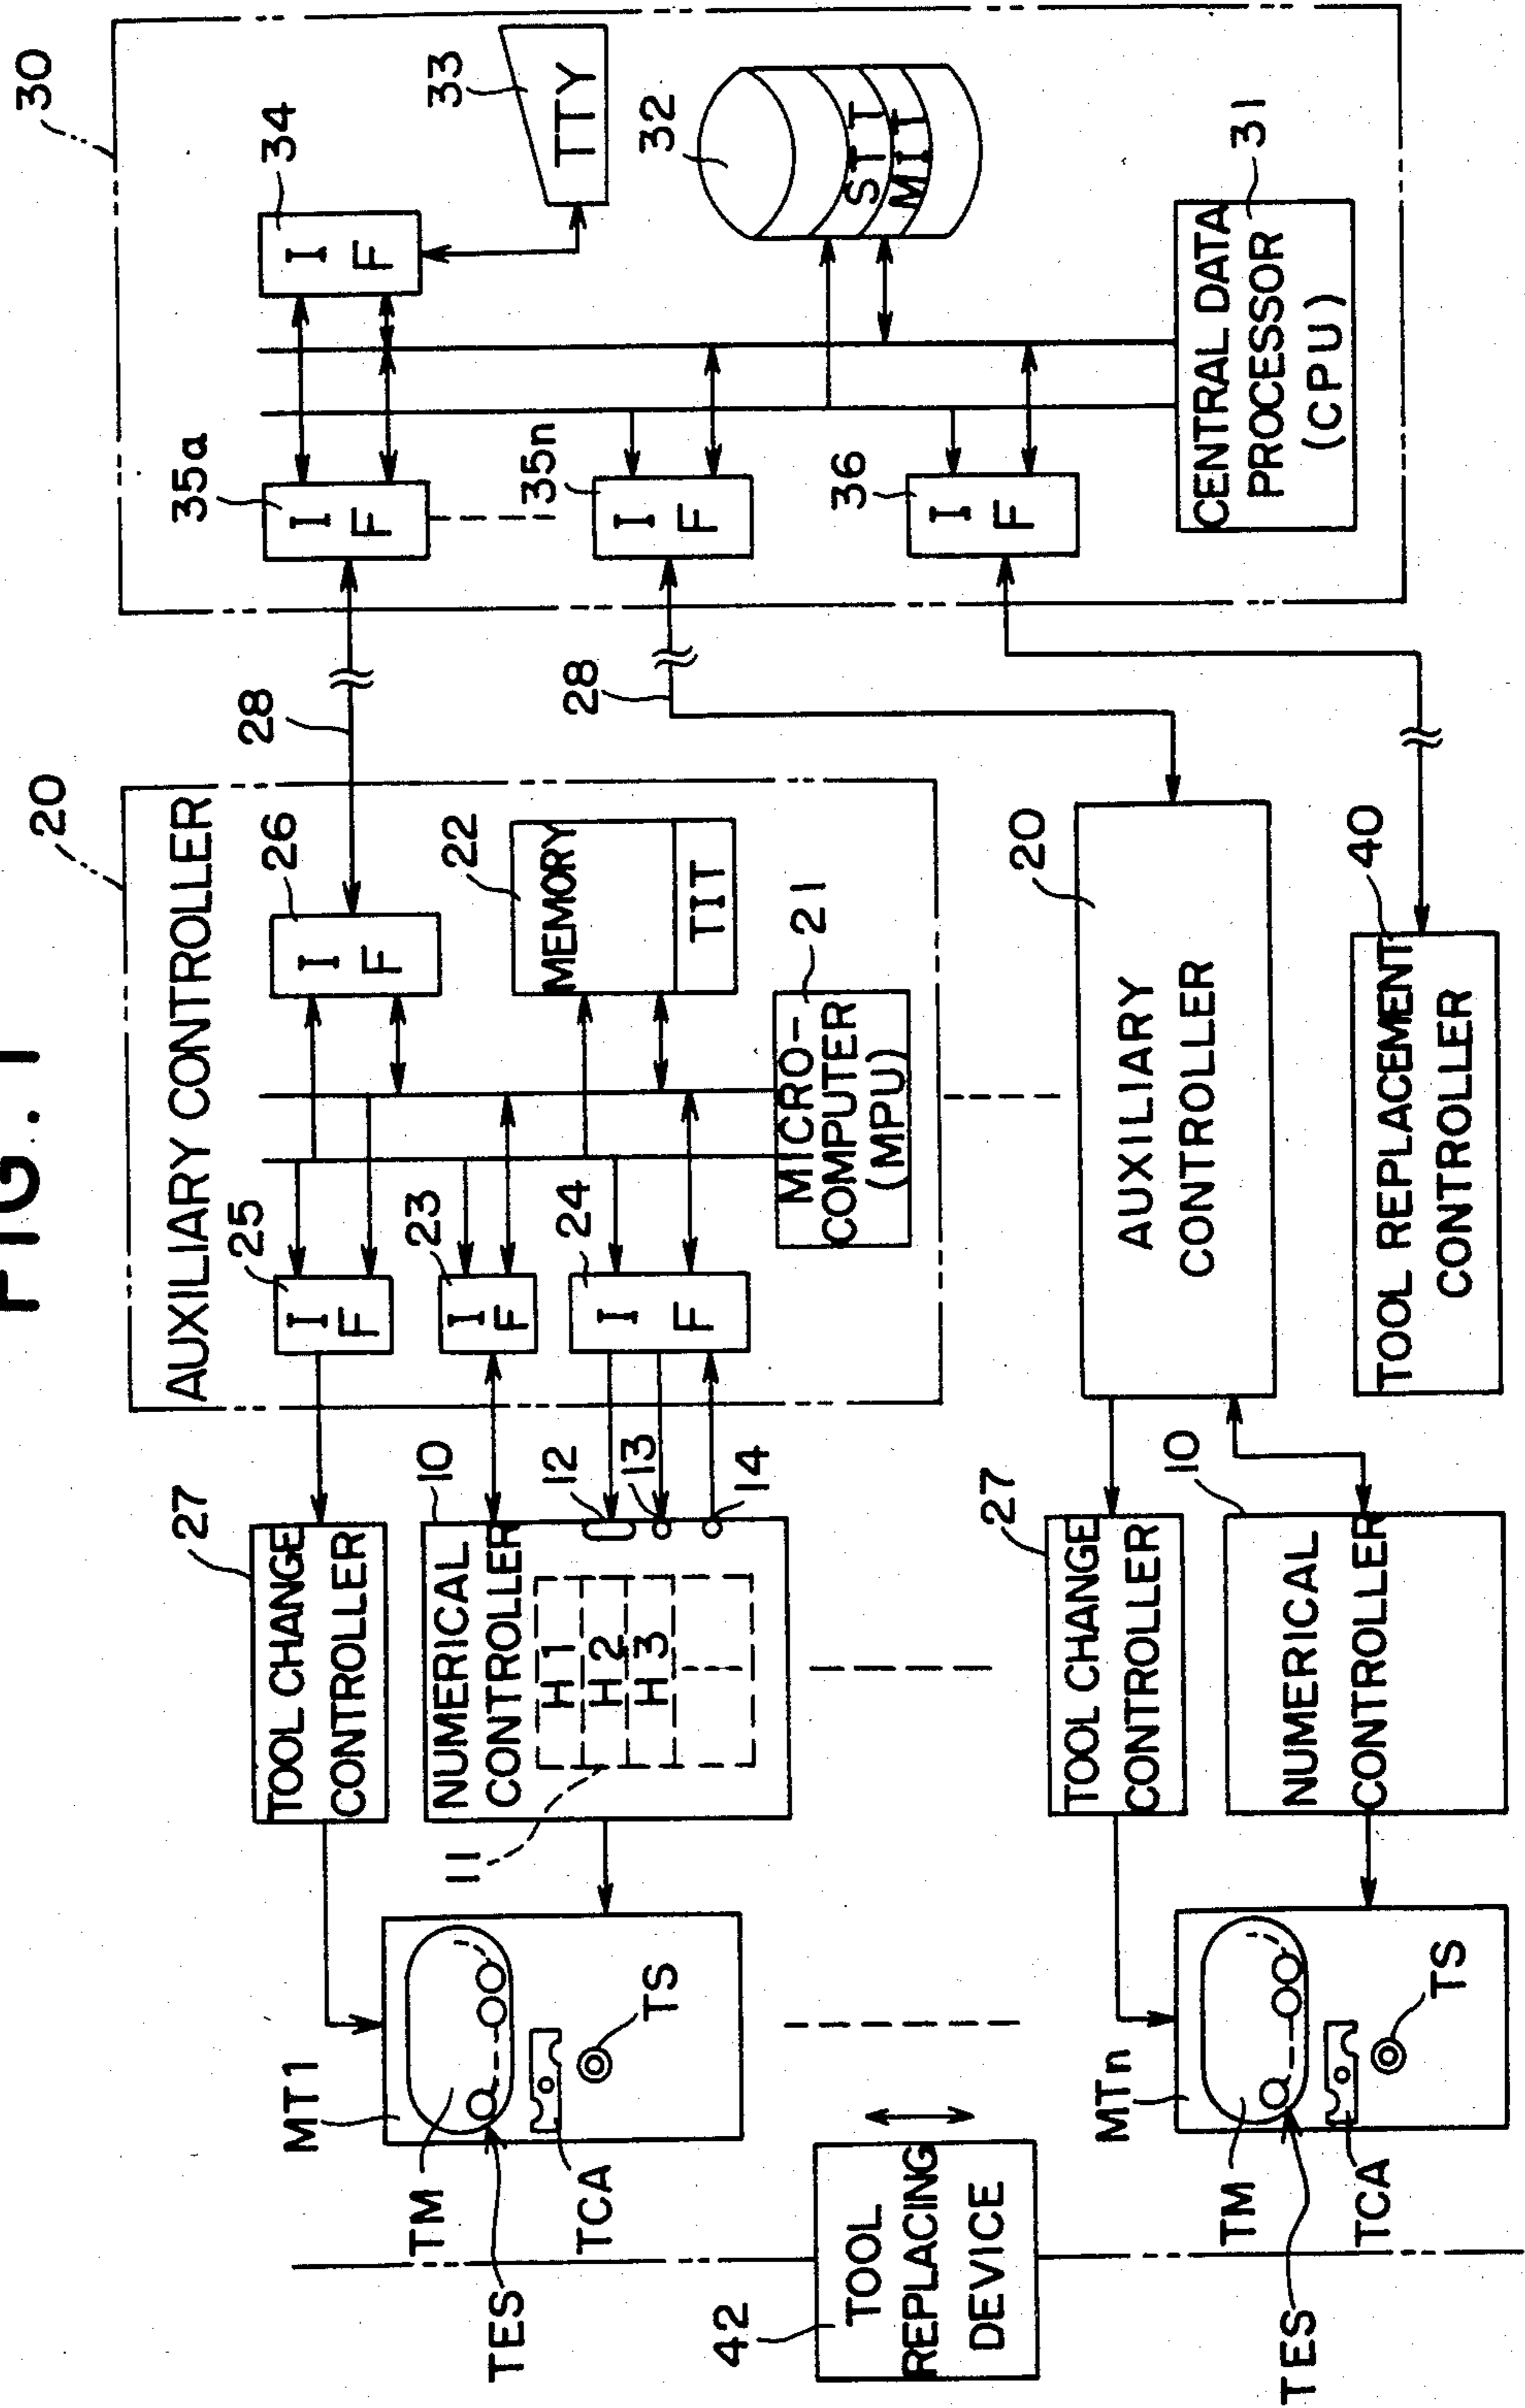 FIG. 1
30
20
34
33
TTY
I F
32
STT
MIT
35a
I F
35n
I F
36
I F
31
CENTRAL DATA
PROCESSOR
(CPU)
28
28
AUXILIARY CONTROLLER
26
I F
22
MEMORY
TIT
21
MICRO-
COMPUTER
(MPU)
25
I F
23
I F
24
I F
20
AUXILIARY
CONTROLLER
40
TOOL REPLACEMENT
CONTROLLER
27
TOOL CHANGE
CONTROLLER
10
NUMERICAL
CONTROLLER
12
13
14
H1
H2
H3
11
27
TOOL CHANGE
CONTROLLER
10
NUMERICAL
CONTROLLER
MT1
TM
TES
TCA
TS
MTn
TM
TES
TCA
TS
42
TOOL
REPLACING
DEVICE